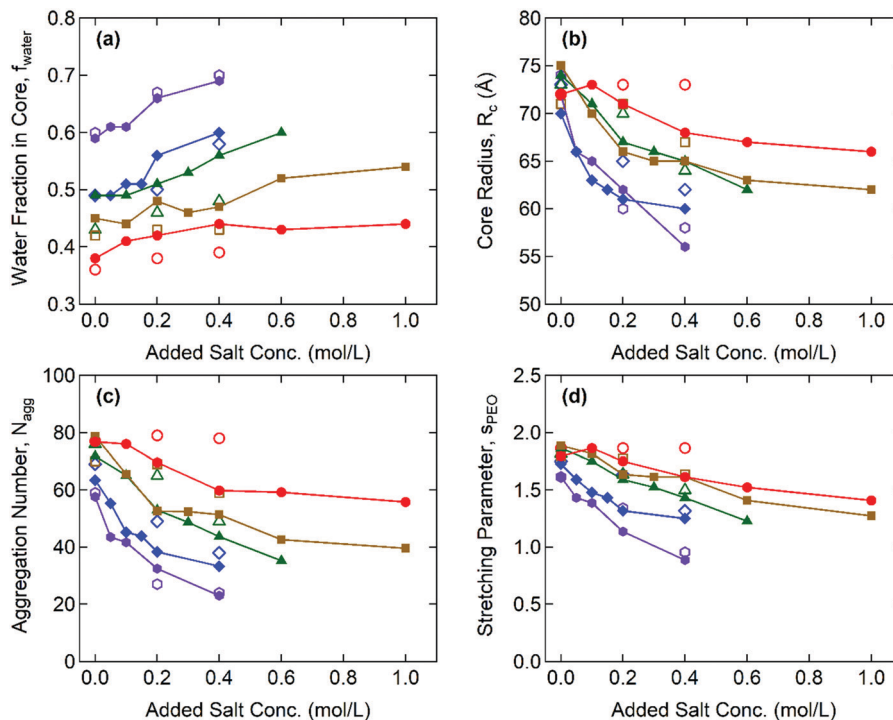 (a)
Water Fraction in Core, f_water
0.8
0.7
0.6
0.5
0.4
0.3
0.0 0.2 0.4 0.6 0.8 1.0
Added Salt Conc. (mol/L)
(b)
Core Radius, R_c (Å)
80
75
70
65
60
55
50
0.0 0.2 0.4 0.6 0.8 1.0
Added Salt Conc. (mol/L)
(c)
Aggregation Number, N_agg
100
80
60
40
20
0
0.0 0.2 0.4 0.6 0.8 1.0
Added Salt Conc. (mol/L)
(d)
Stretching Parameter, s_PEO
2.5
2.0
1.5
1.0
0.5
0.0
0.0 0.2 0.4 0.6 0.8 1.0
Added Salt Conc. (mol/L)